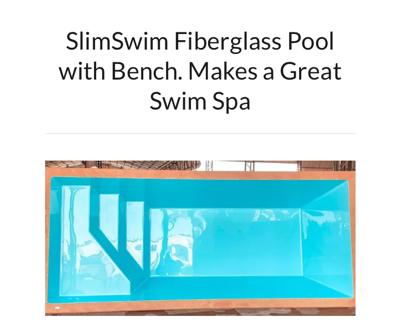 SlimSwim Fiberglass Pool
with Bench. Makes a Great
Swim Spa